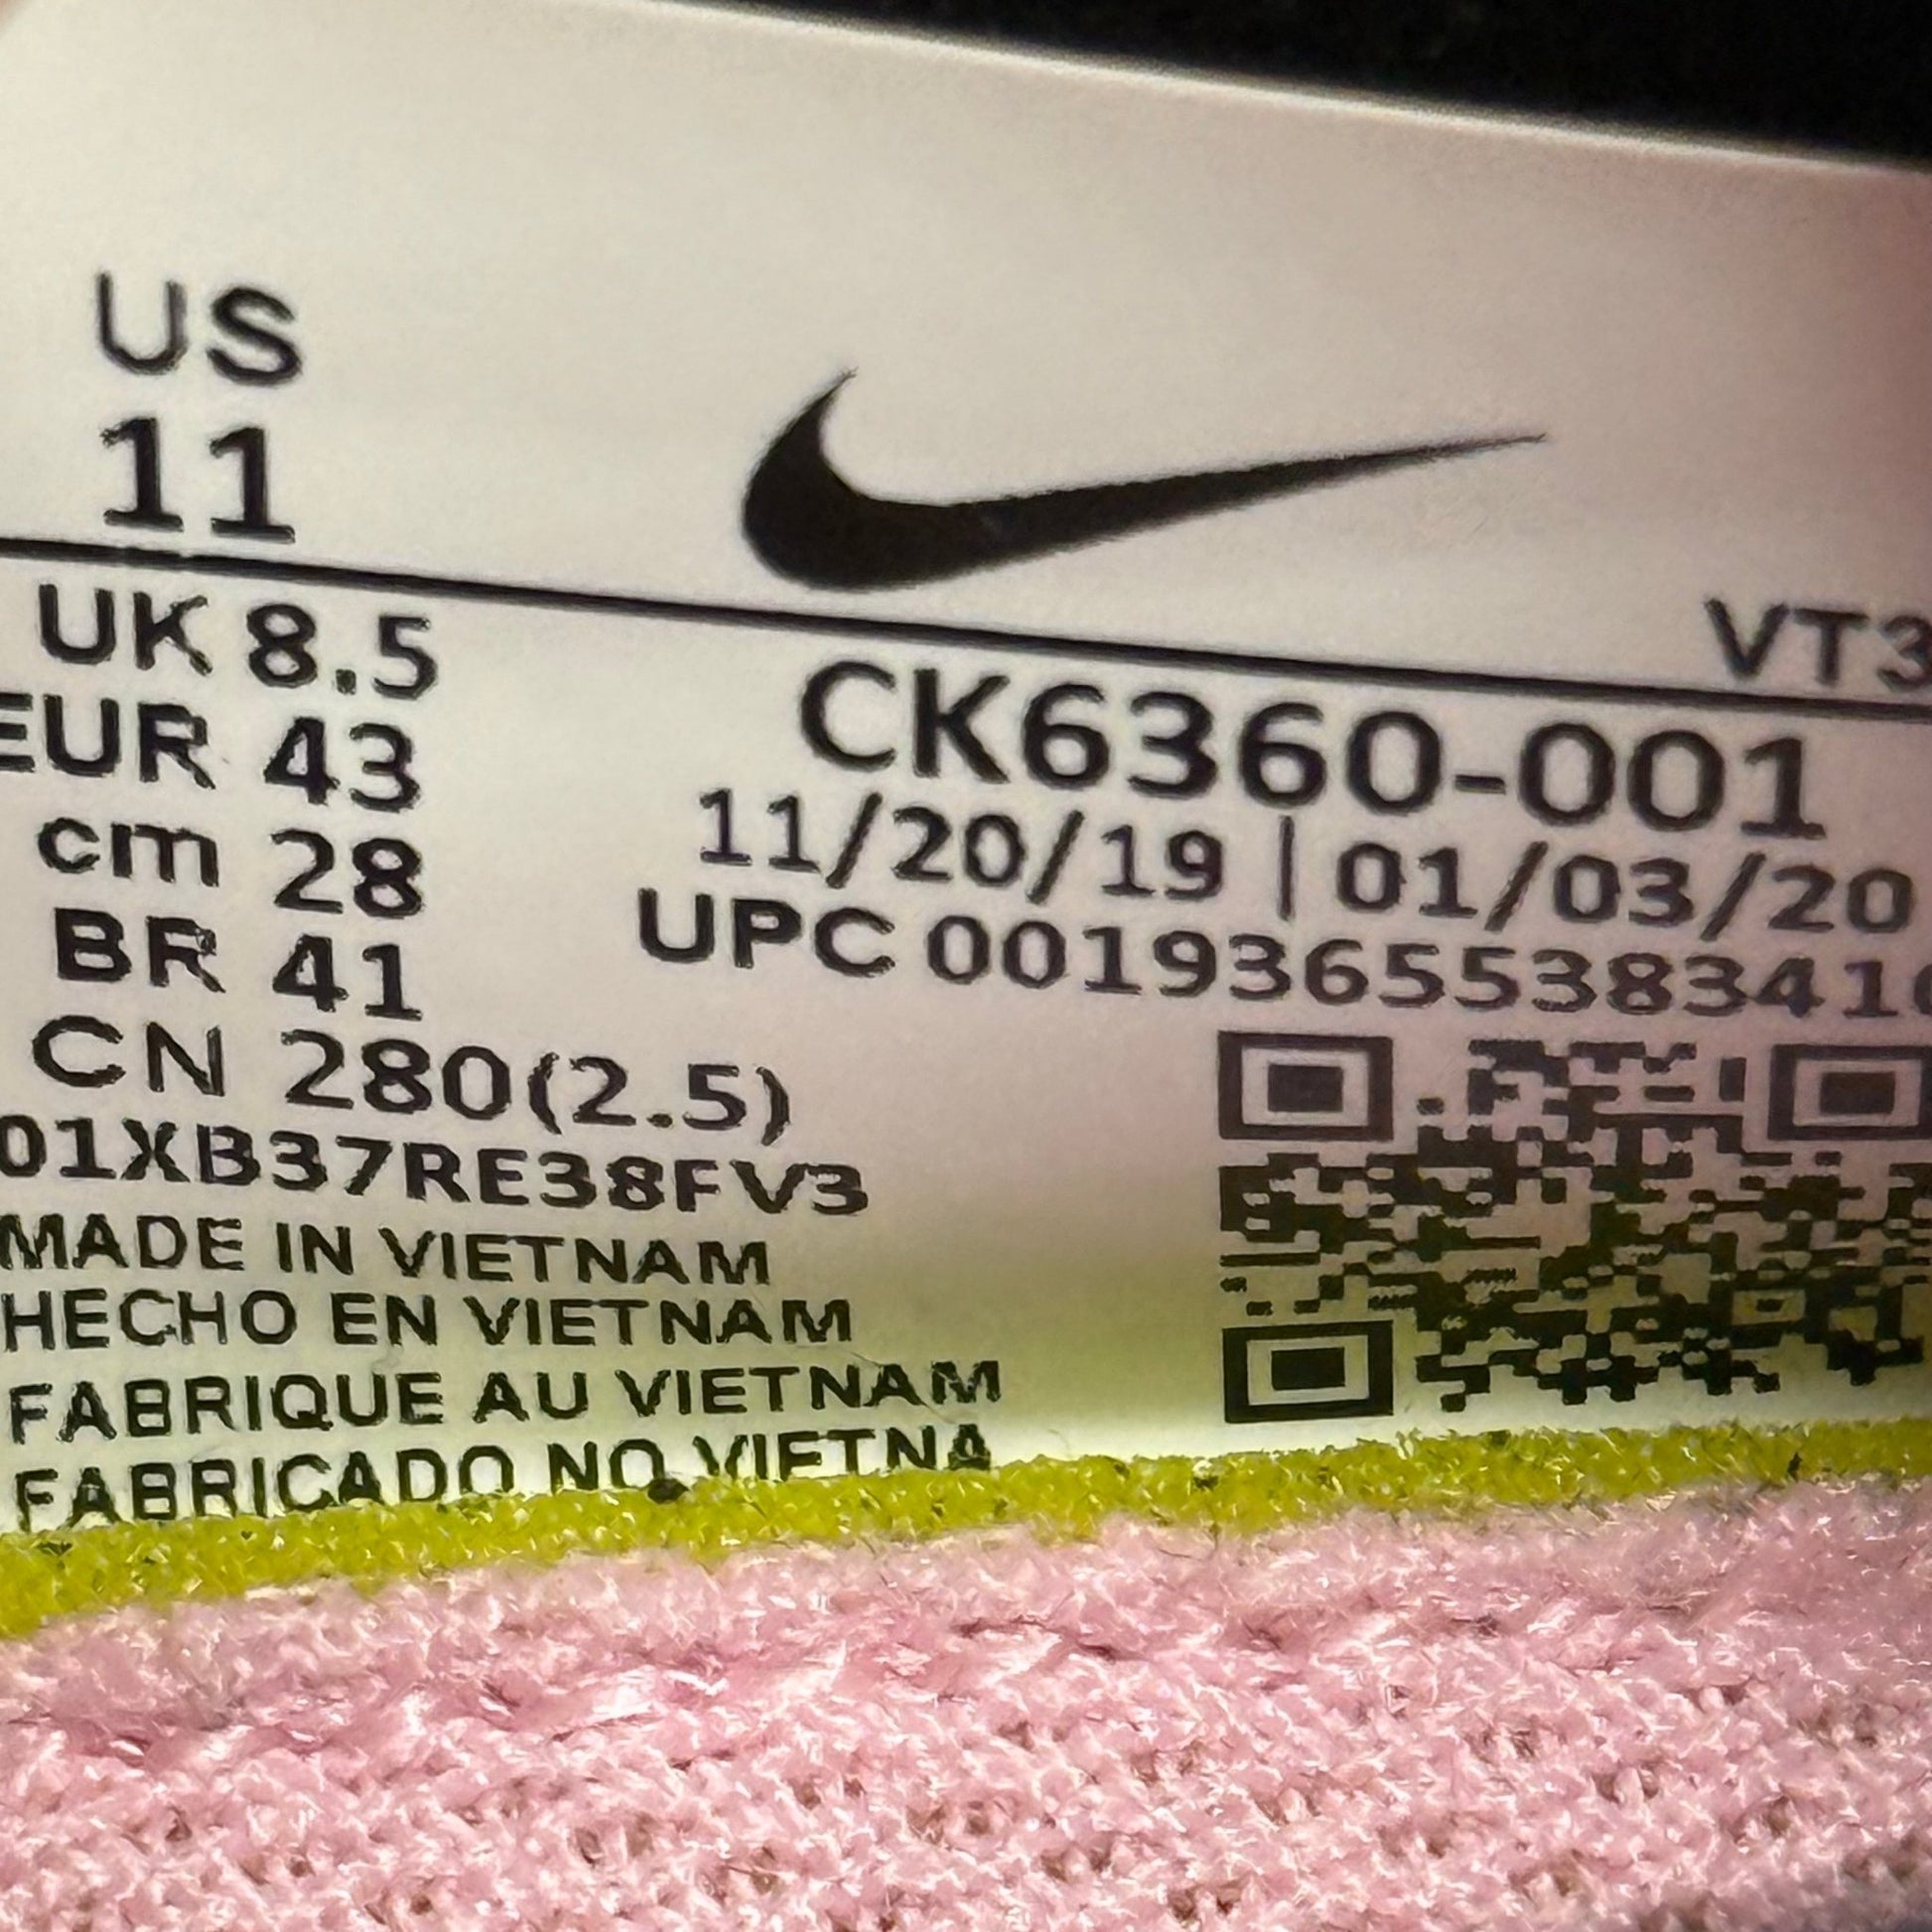 US
11
UK 8.5
EUR 43
cm 28
BR 41
CN 280(2.5)
01XB37RE38FV3
MADE IN VIETNAM
HECHO EN VIETNAM
FABRIQUE AU VIETNAM
FABRICADO NO VIETNA
VT3
CK6360-001
11/20/19 | 01/03/20
UPC 0019365538341